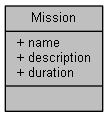 Mission
+ name
+ description
+ duration